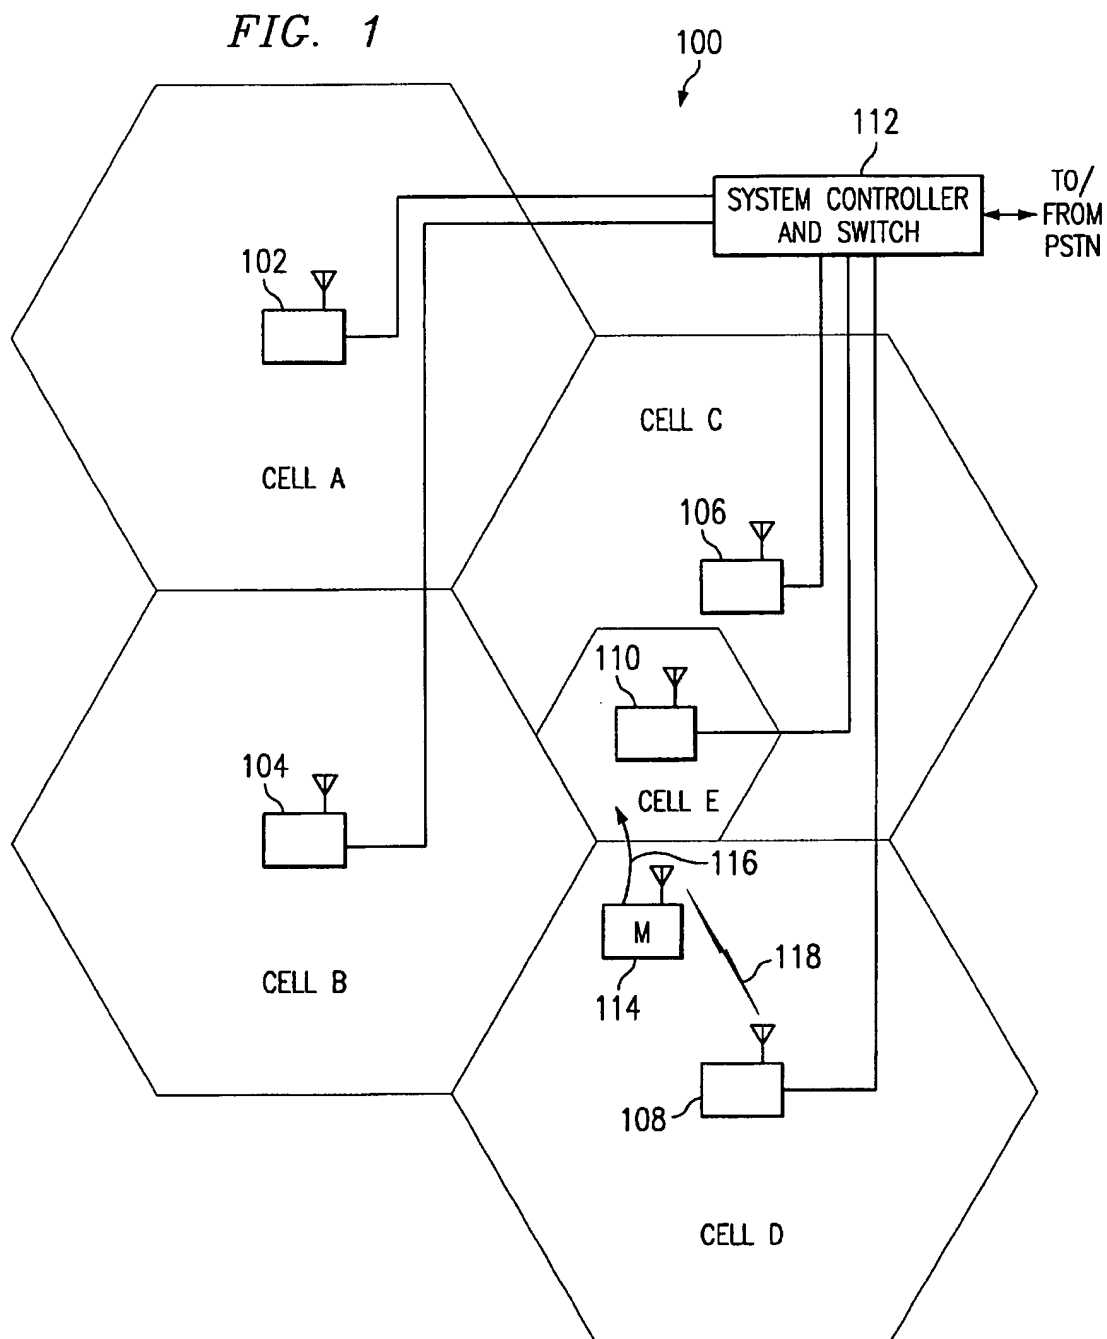 FIG. 1
100
112
SYSTEM CONTROLLER
AND SWITCH
TO/
FROM
PSTN
102
CELL A
CELL C
106
110
CELL E
104
CELL B
116
M
114
118
108
CELL D